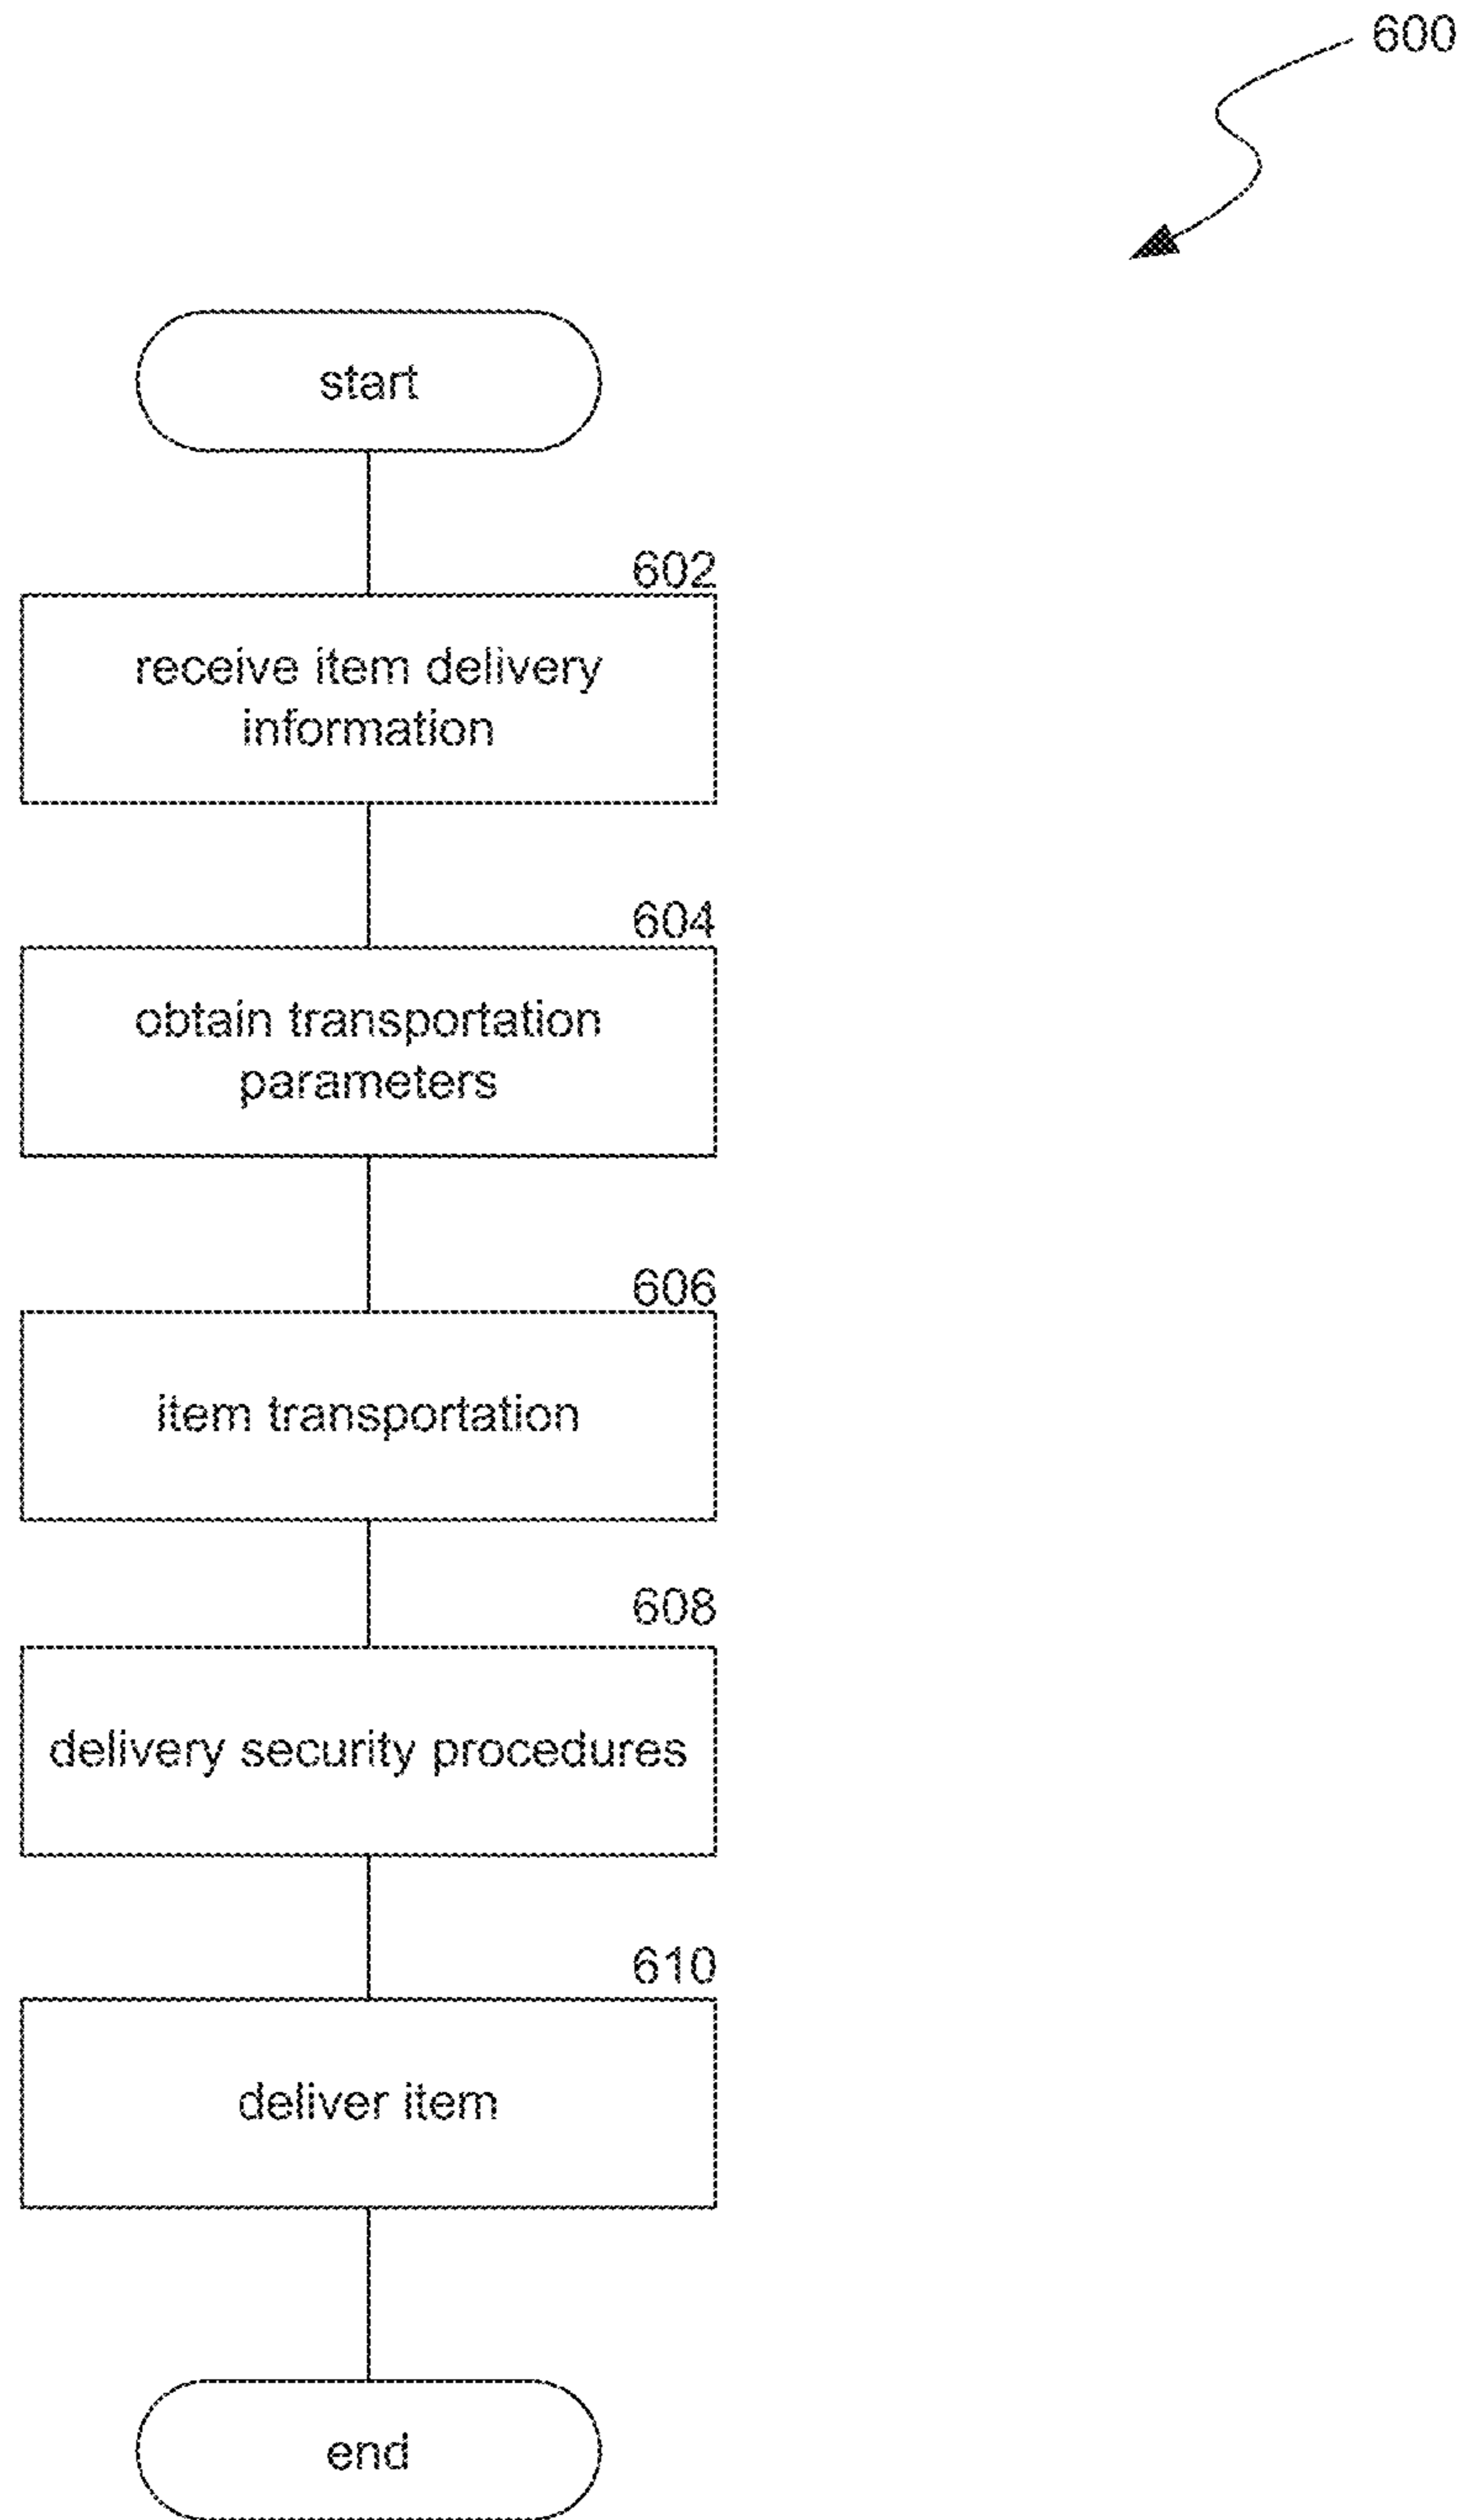 600
start
602
receive item delivery
information
604
obtain transportation
parameters
606
item transportation
608
delivery security procedures
610
deliver item
end